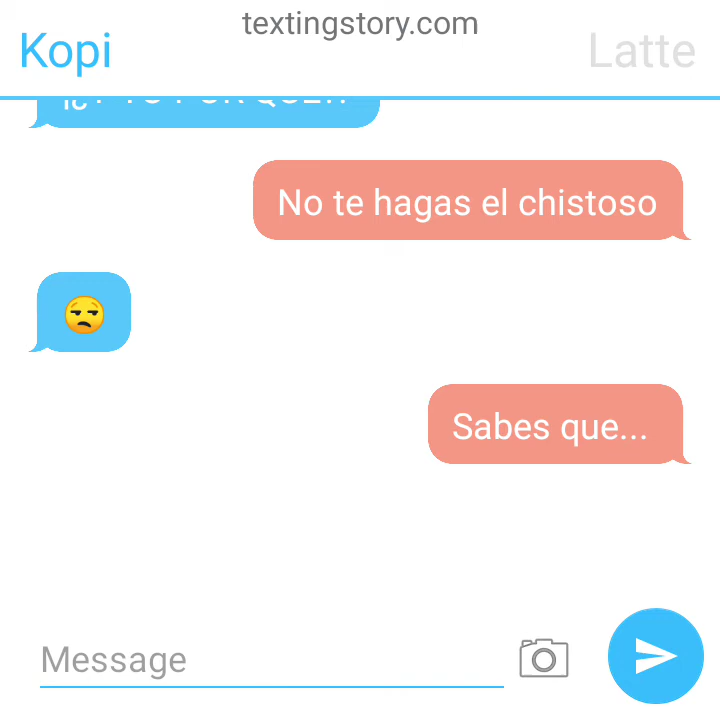 textingstory.com
Kopi
Latte
No te hagas el chistoso
Sabes que...
Message